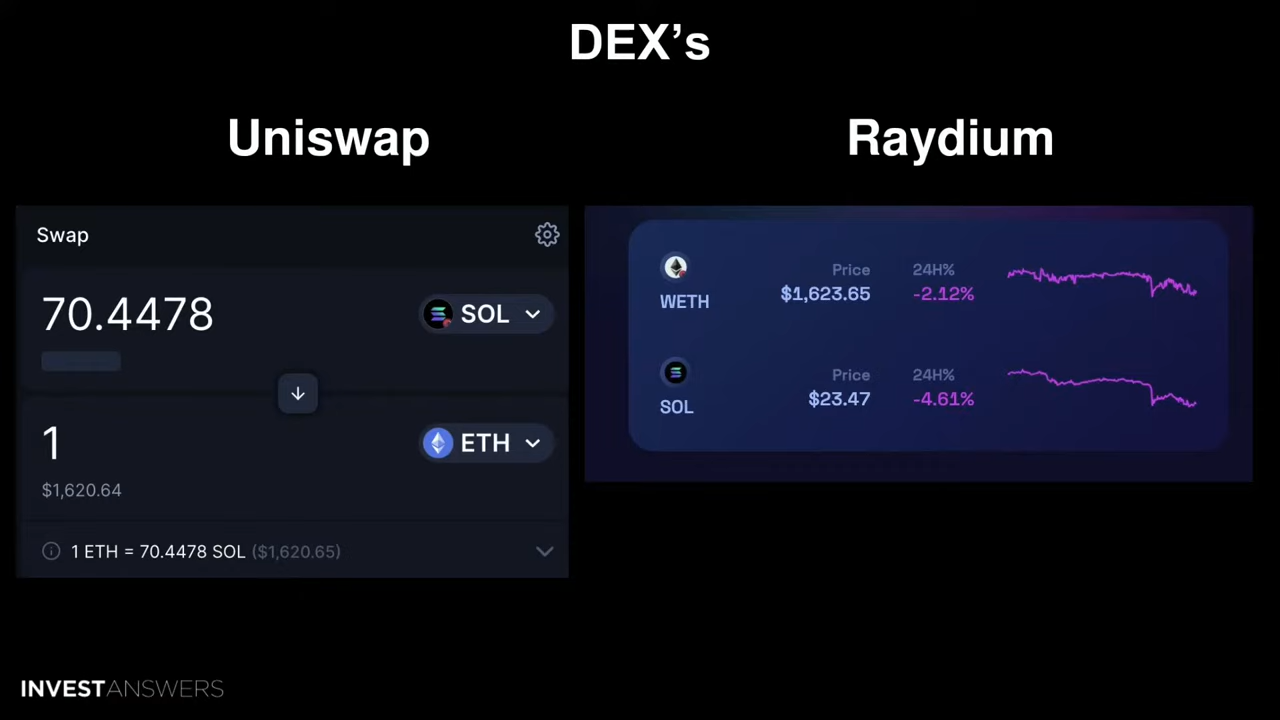 DEX’s
Uniswap
Raydium
Swap
70.4478
SOL
1
ETH
$1,620.64
1 ETH = 70.4478 SOL ($1,620.65)
WETH
Price
$1,623.65
24H%
-2.12%
SOL
Price
$23.47
24H%
-4.61%
INVESTANSWERS